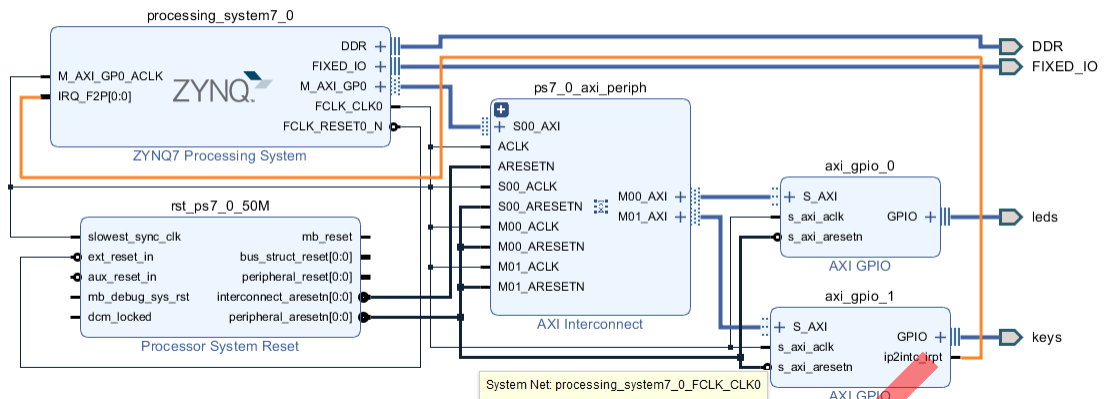 processing_system7_0
DDR
FIXED_IO
M_AXI_GP0_ACLK
M_AXI_GP0
IRQ_F2P[0:0]
ZYNQ
FCLK_CLK0
FCLK_RESET0_N
ZYNQ7 Processing System
DDR
FIXED_IO
ps7_0_axi_periph
S00_AXI
ACLK
ARESETN
S00_ACLK
S00_ARESETN
M00_ACLK
M00_ARESETN
M01_ACLK
M01_ARESETN
M00_AXI
M01_AXI
AXI Interconnect
axi_gpio_0
S_AXI
s_axi_aclk
s_axi_aresetn
GPIO
AXI GPIO
leds
rst_ps7_0_50M
slowest_sync_clk
ext_reset_in
aux_reset_in
mb_debug_sys_rst
dcm_locked
mb_reset
bus_struct_reset[0:0]
peripheral_reset[0:0]
interconnect_aresetn[0:0]
peripheral_aresetn[0:0]
Processor System Reset
axi_gpio_1
S_AXI
s_axi_aclk
s_axi_aresetn
GPIO
ip2intc_irpt
AXI GPIO
keys
System Net: processing_system7_0_FCLK_CLK0